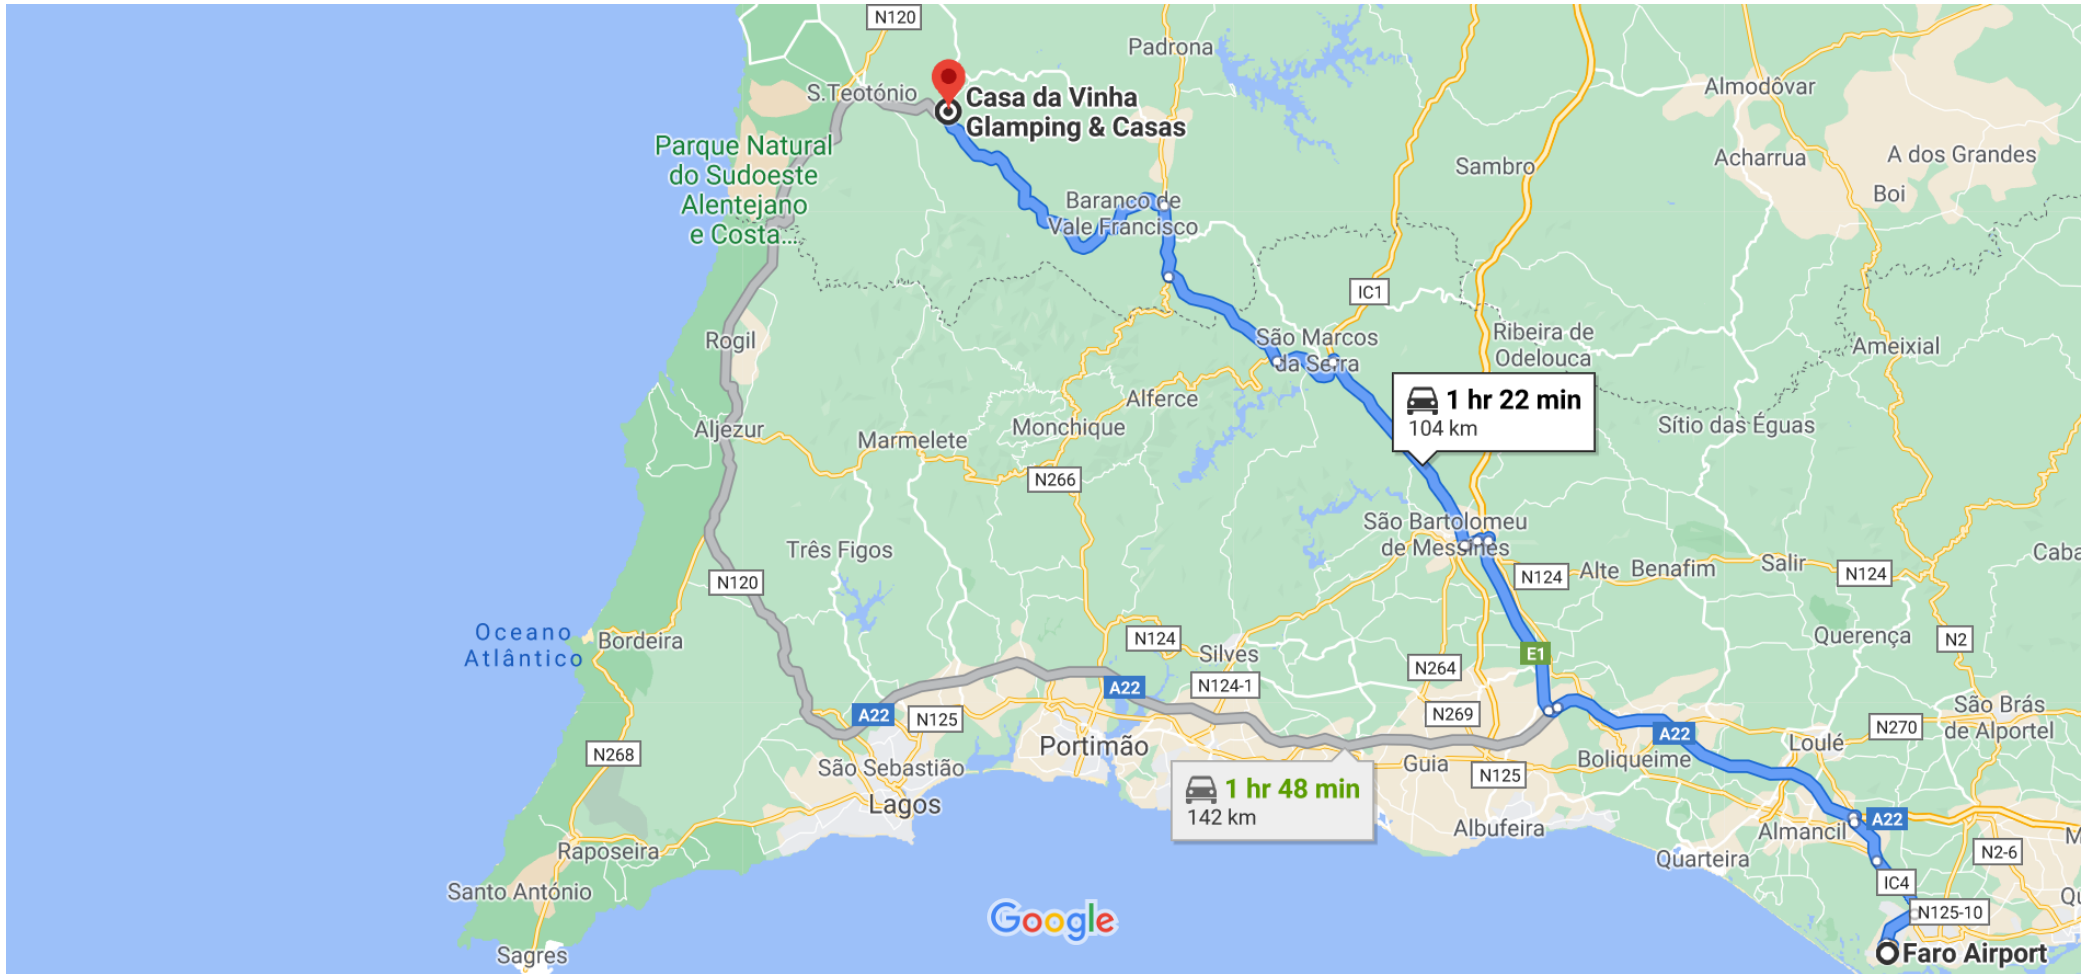 N120
Padrona
Almodôvar
S.Teotónio
Casa da Vinha
Glamping & Casas
Parque Natural
do Sudoeste
Alentejano
e Costa...
Acharrua
A dos Grandes
Sambro
Boi
Baranco de
Vale Francisco
IC1
Rogil
São Marcos
da Serra
Ribeira de
Odelouca
Ameixial
1 hr 22 min
104 km
Alferce
Aljezur
Marmelete
Monchique
Sítio das Éguas
N266
São Bartolomeu
de Messines
Três Figos
N120
N124
Alte
Benafim
Salir
N124
Caba
Oceano
Atlântico
Bordeira
N124
Silves
E1
N264
Querença
N2
A22
N124-1
A22
N125
N269
São Brás
de Alportel
N270
N268
Portimão
A22
Loulé
São Sebastião
Guia
N125
Boliqueime
1 hr 48 min
142 km
Lagos
Albufeira
Almancil
A22
M
Raposeira
Quarteira
N2-6
Santo António
IC4
Qu
Google
N125-10
Sagres
Faro Airport